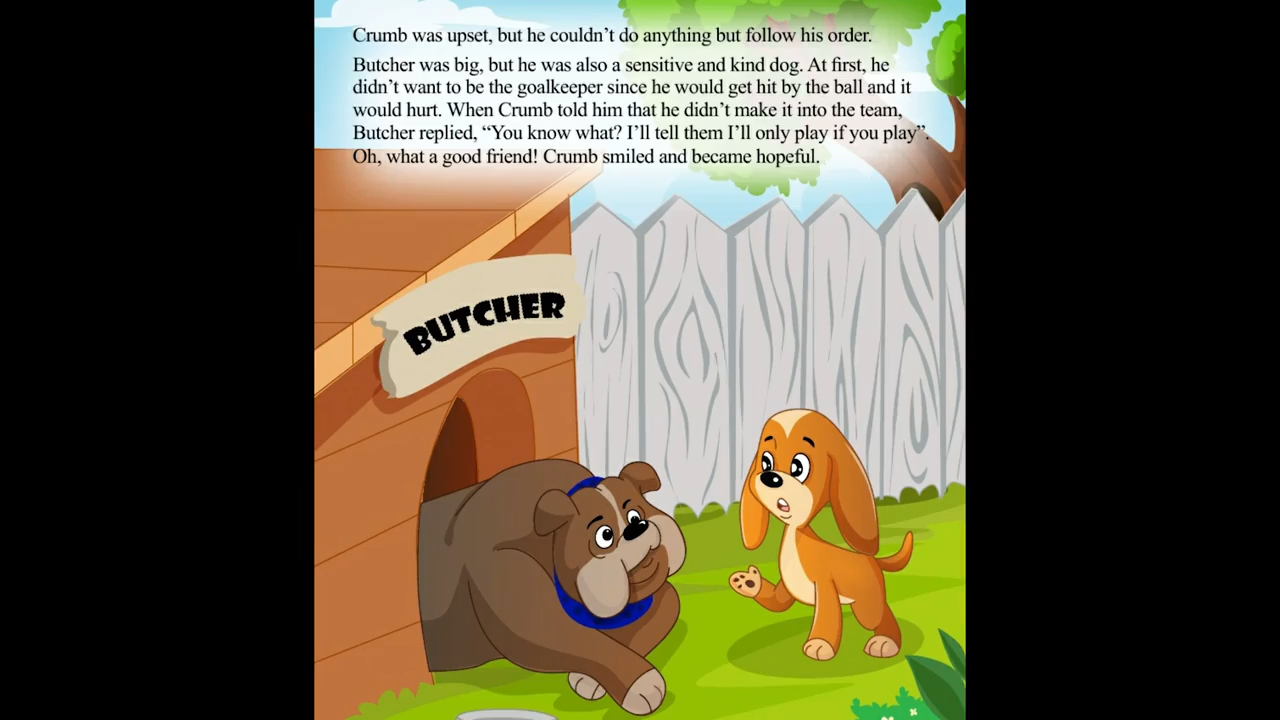 Crumb was upset, but he couldn’t do anything but follow his order.
Butcher was big, but he was also a sensitive and kind dog. At first, he
didn’t want to be the goalkeeper since he would get hit by the ball and it
would hurt. When Crumb told him that he didn’t make it into the team,
Butcher replied, “You know what? I’ll tell them I’ll only play if you play”.
Oh, what a good friend! Crumb smiled and became hopeful.
BUTCHER